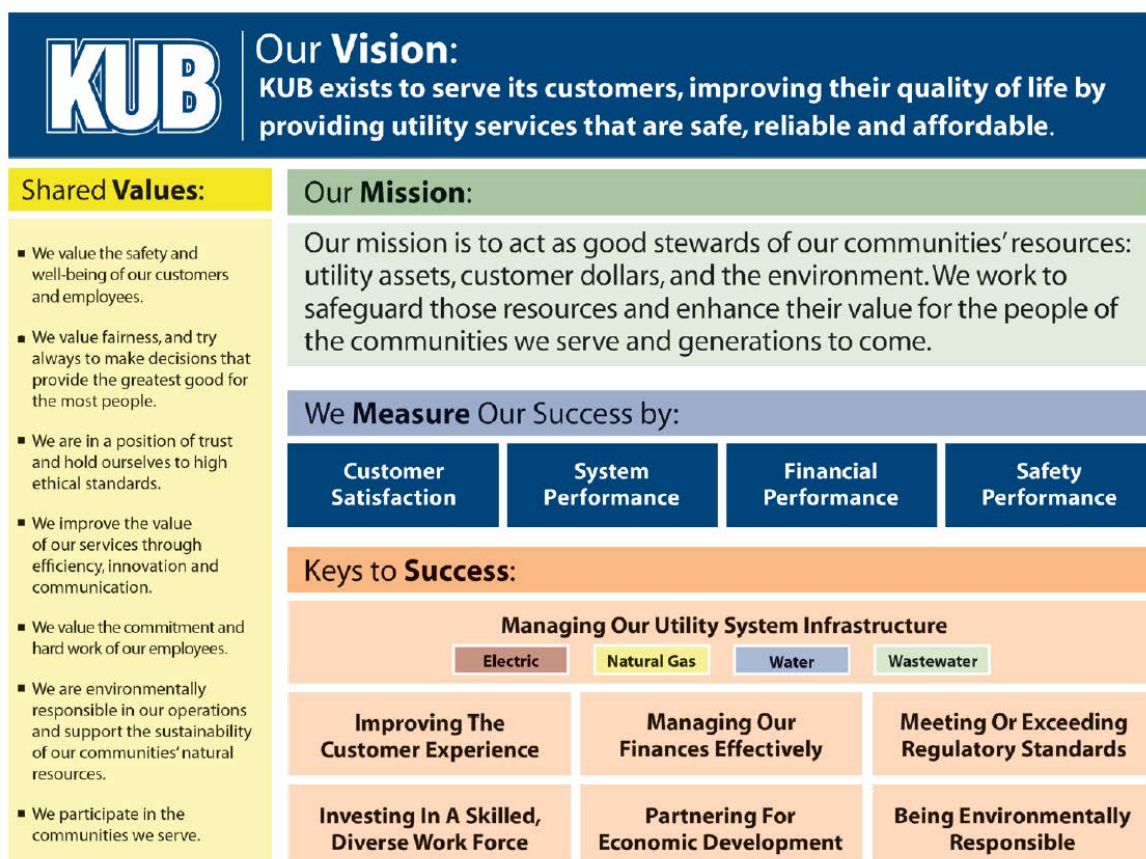 KUB
Our Vision:
KUB exists to serve its customers, improving their quality of life by
providing utility services that are safe, reliable and affordable.
Shared Values:
▪ We value the safety and
well-being of our customers
and employees.
▪ We value fairness, and try
always to make decisions that
provide the greatest good for
the most people.
▪ We are in a position of trust
and hold ourselves to high
ethical standards.
▪ We improve the value
of our services through
efficiency, innovation and
communication.
▪ We value the commitment and
hard work of our employees.
▪ We are environmentally
responsible in our operations
and support the sustainability
of our communities' natural
resources.
▪ We participate in the
communities we serve.
Our Mission:
Our mission is to act as good stewards of our communities' resources:
utility assets, customer dollars, and the environment. We work to
safeguard those resources and enhance their value for the people of
the communities we serve and generations to come.
We Measure Our Success by:
Customer
Satisfaction
System
Performance
Financial
Performance
Safety
Performance
Keys to Success:
Managing Our Utility System Infrastructure
Electric
Natural Gas
Water
Wastewater
Improving The
Customer Experience
Managing Our
Finances Effectively
Meeting Or Exceeding
Regulatory Standards
Investing In A Skilled,
Diverse Work Force
Partnering For
Economic Development
Being Environmentally
Responsible